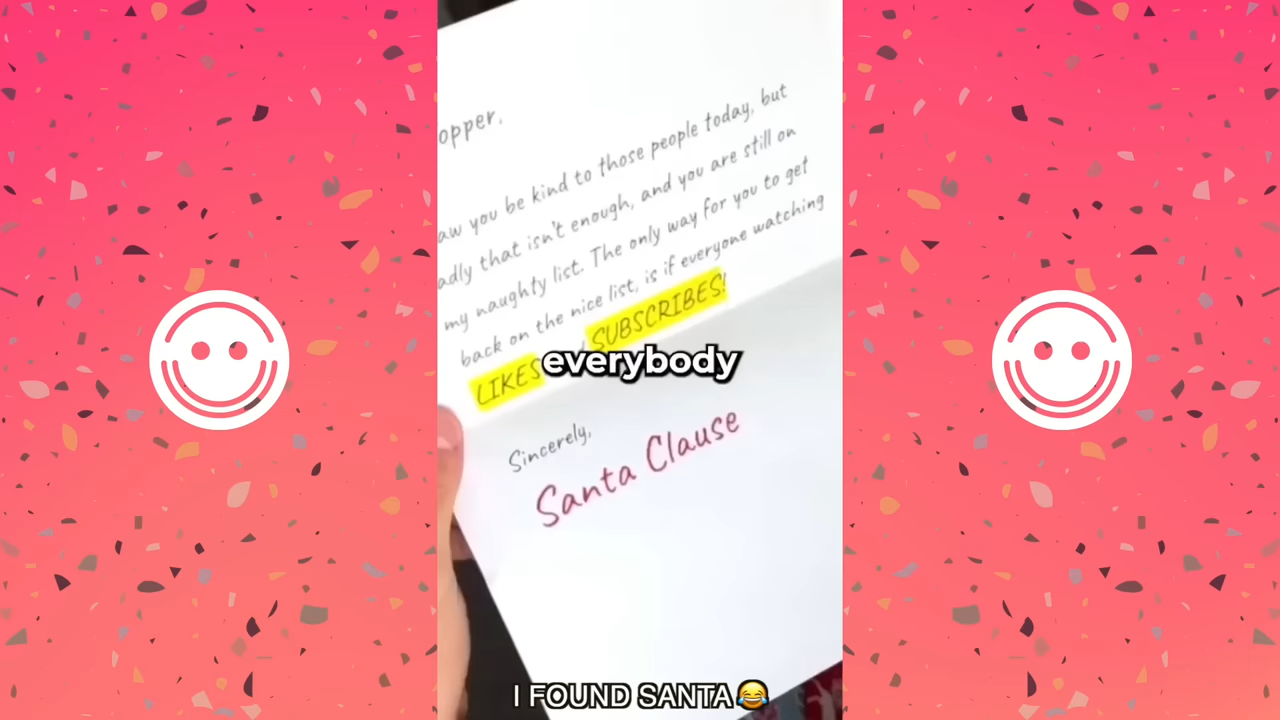 opper,
aw you be kind to those people today, but
adly that isn't enough, and you are still on
my naughty list. The only way for you to get
back on the nice list, is if everyone watching
LIKES SUBSCRIBES!
everybody
Sincerely,
Santa Clause
I FOUND SANTA😂